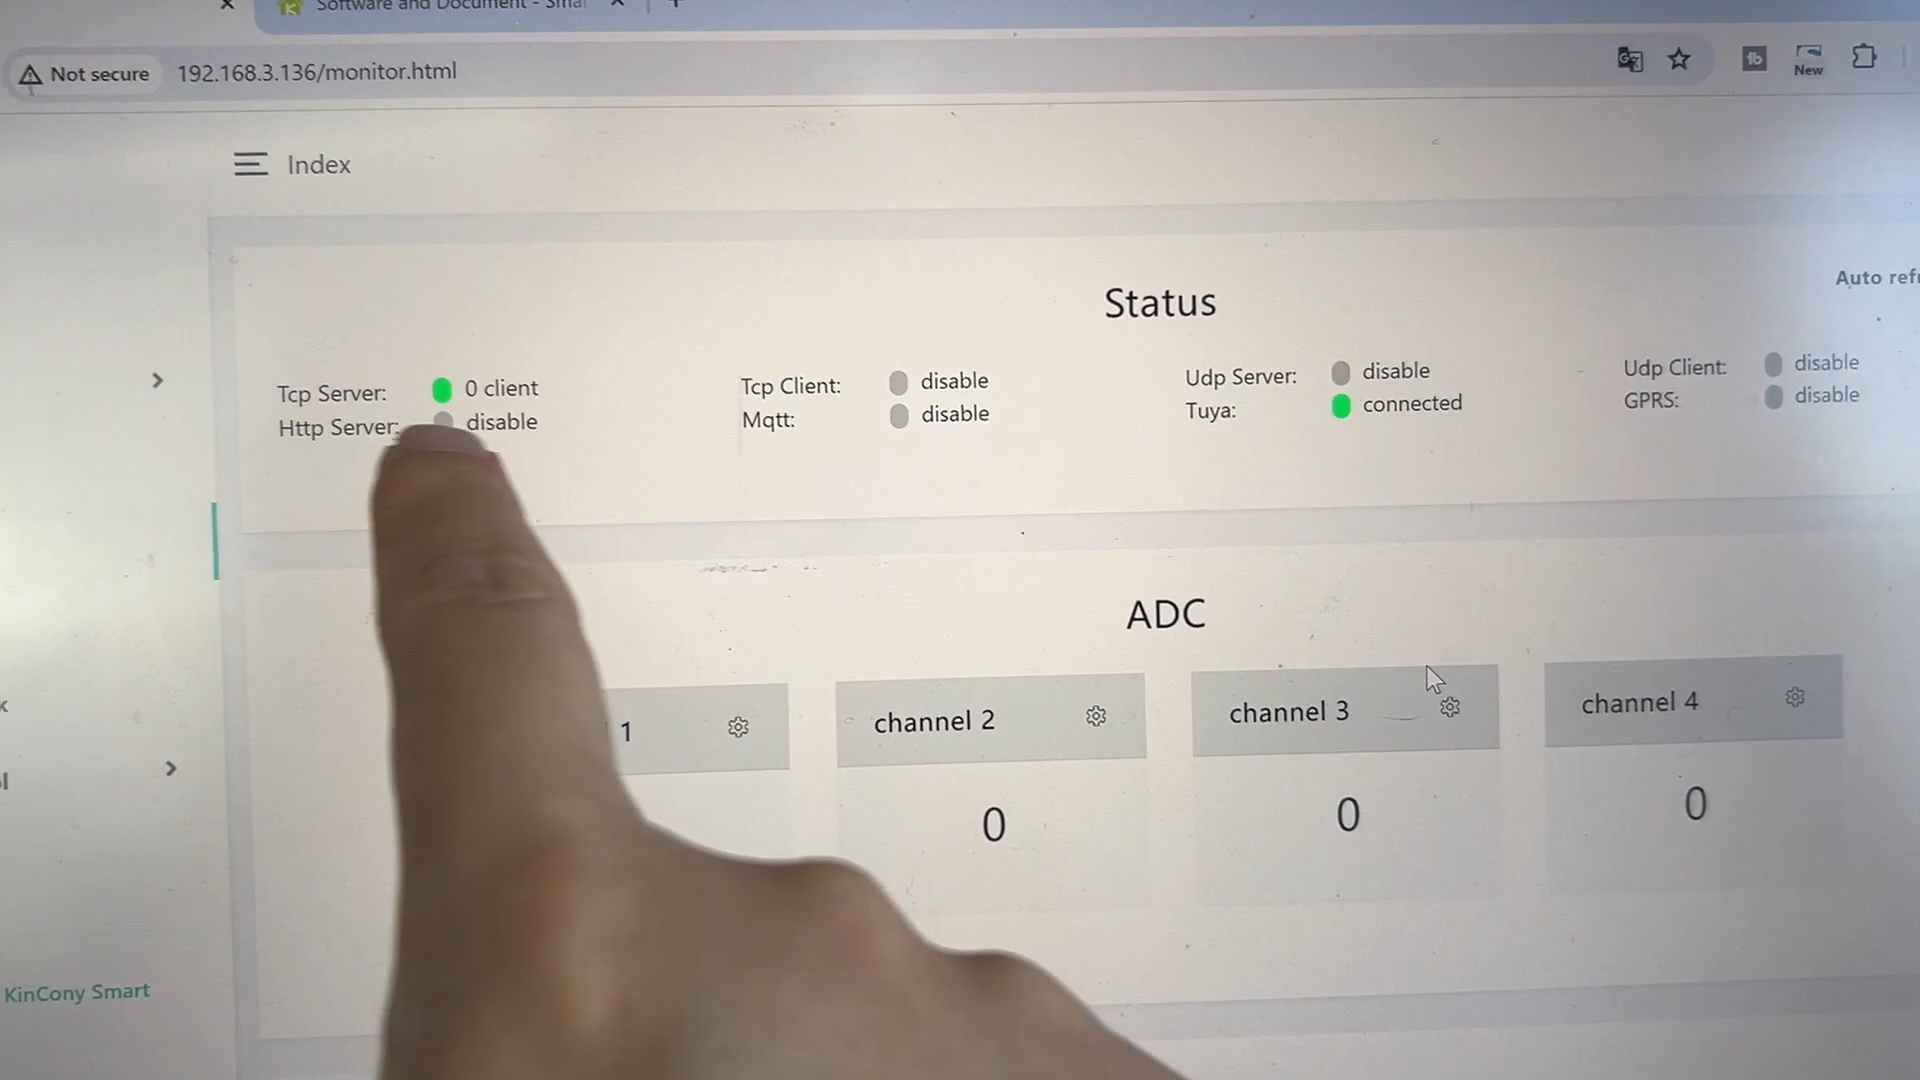 Software and Document - Smar
Not secure
192.168.3.136/monitor.html
New
Index
Auto refr
Status
Tcp Server: 0 client
Http Server: disable
Tcp Client: disable
Mqtt: disable
Udp Server: disable
Tuya: connected
Udp Client: disable
GPRS: disable
ADC
1
channel 2
channel 3
channel 4
0
0
0
KinCony Smart